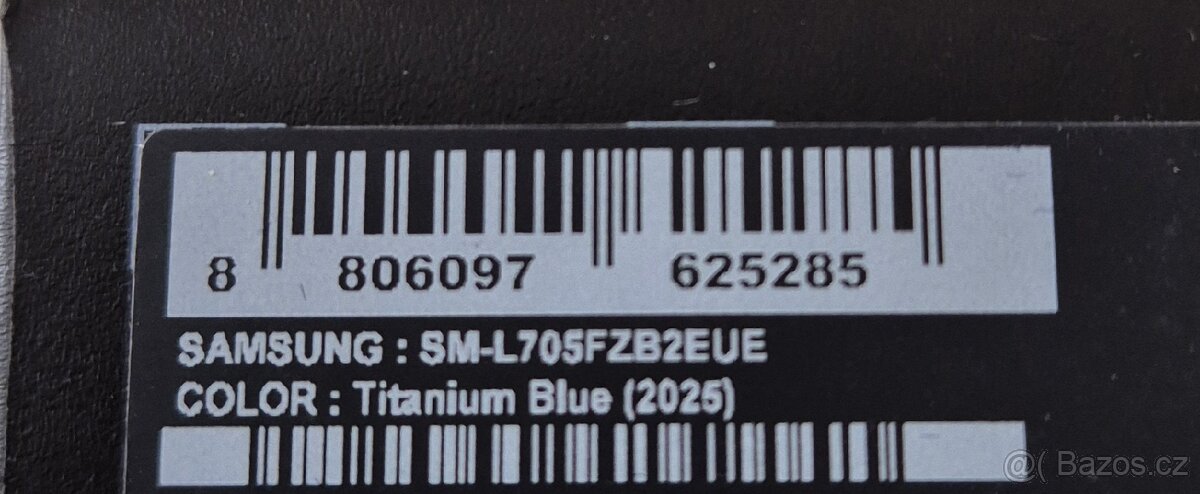 8 806097 625285
SAMSUNG : SM-L705FZB2EUE
COLOR : Titanium Blue (2025)
@( Bazos.cz